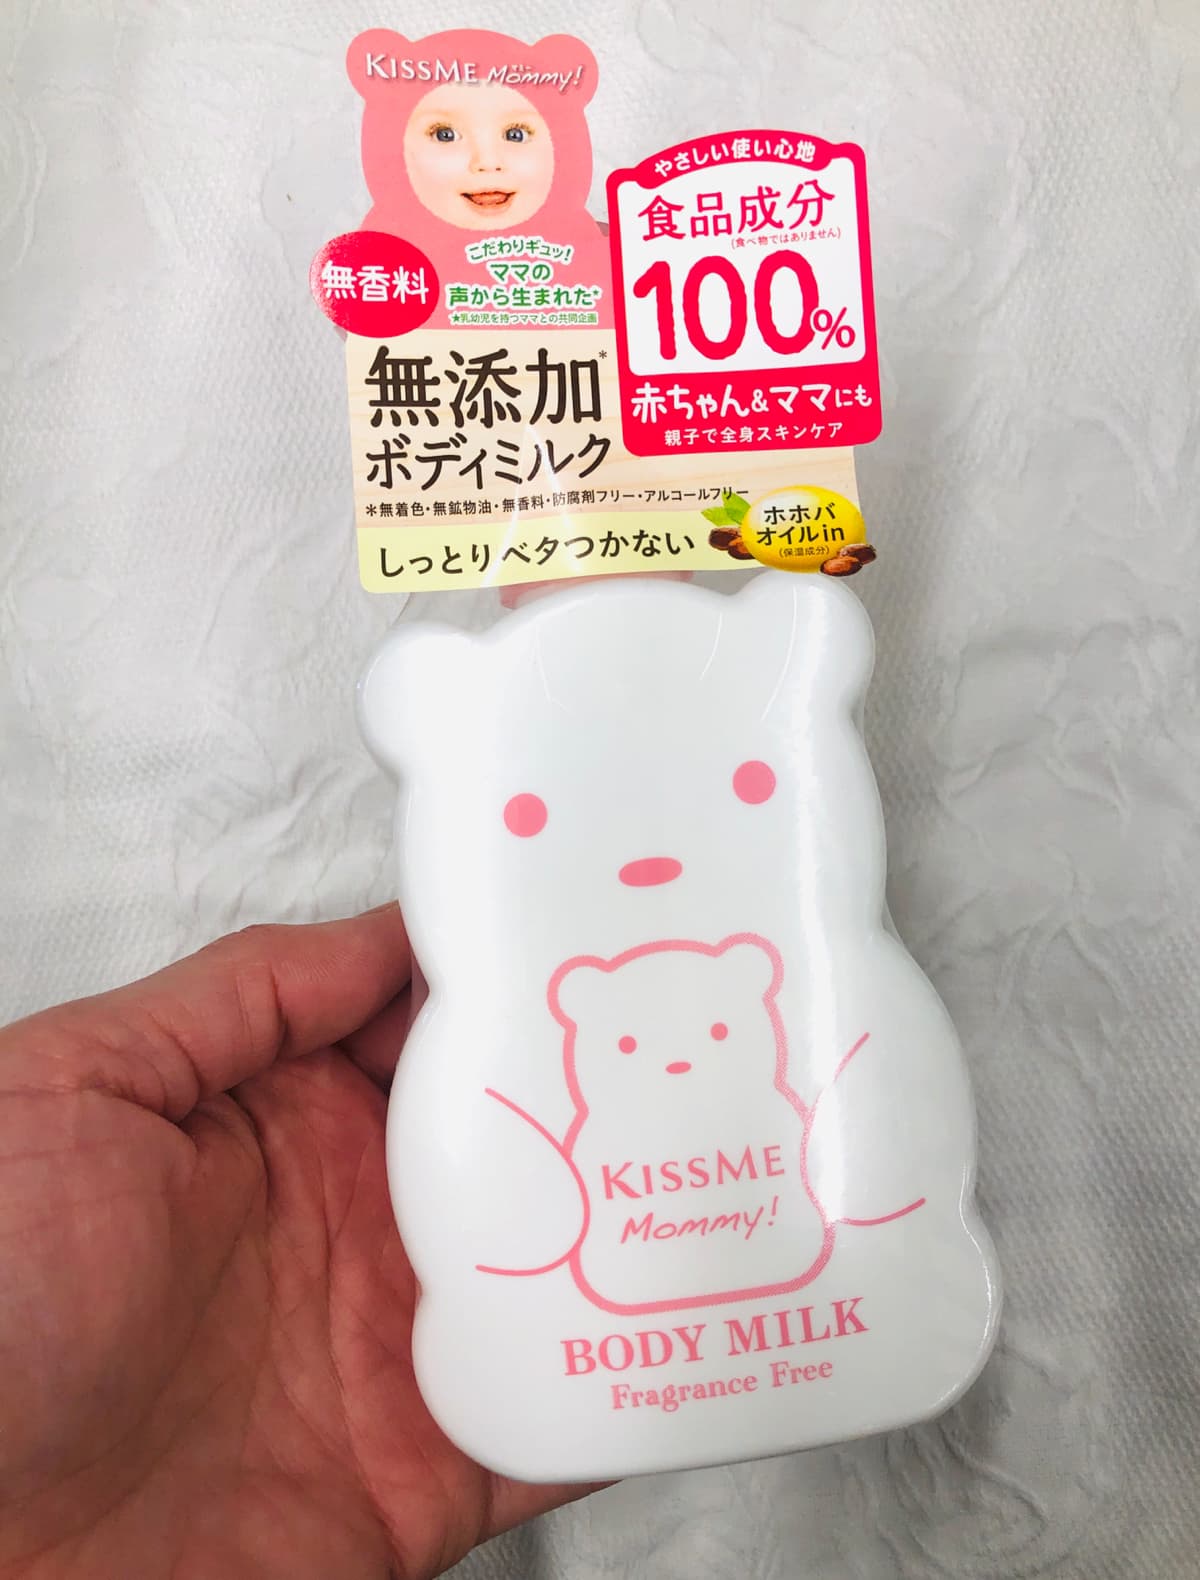 KISSME Mommy!
マミー
無香料
こだわりギュッ!
ママの
声から生まれた*
★乳幼児を持つママとの共同企画
やさしい使い心地
食品成分
(食べ物ではありません)
100%
赤ちゃん&ママにも
親子で全身スキンケア
無添加*
ボディミルク
*無着色・無鉱物油・無香料・防腐剤フリー・アルコールフリー
しっとりベタつかない
ホホバ
オイルin
(保湿成分)
KISSME
Mommy!
BODY MILK
Fragrance Free